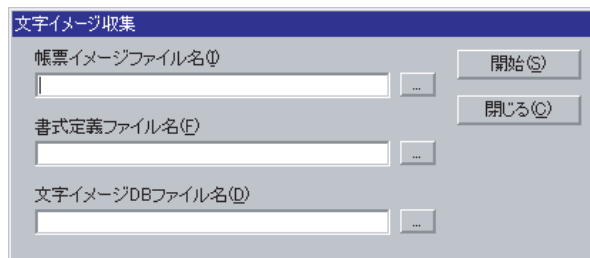 文字イメージ収集
帳票イメージファイル名(I)
...
開始(S)
閉じる(C)
書式定義ファイル名(F)
...
文字イメージDBファイル名(D)
...